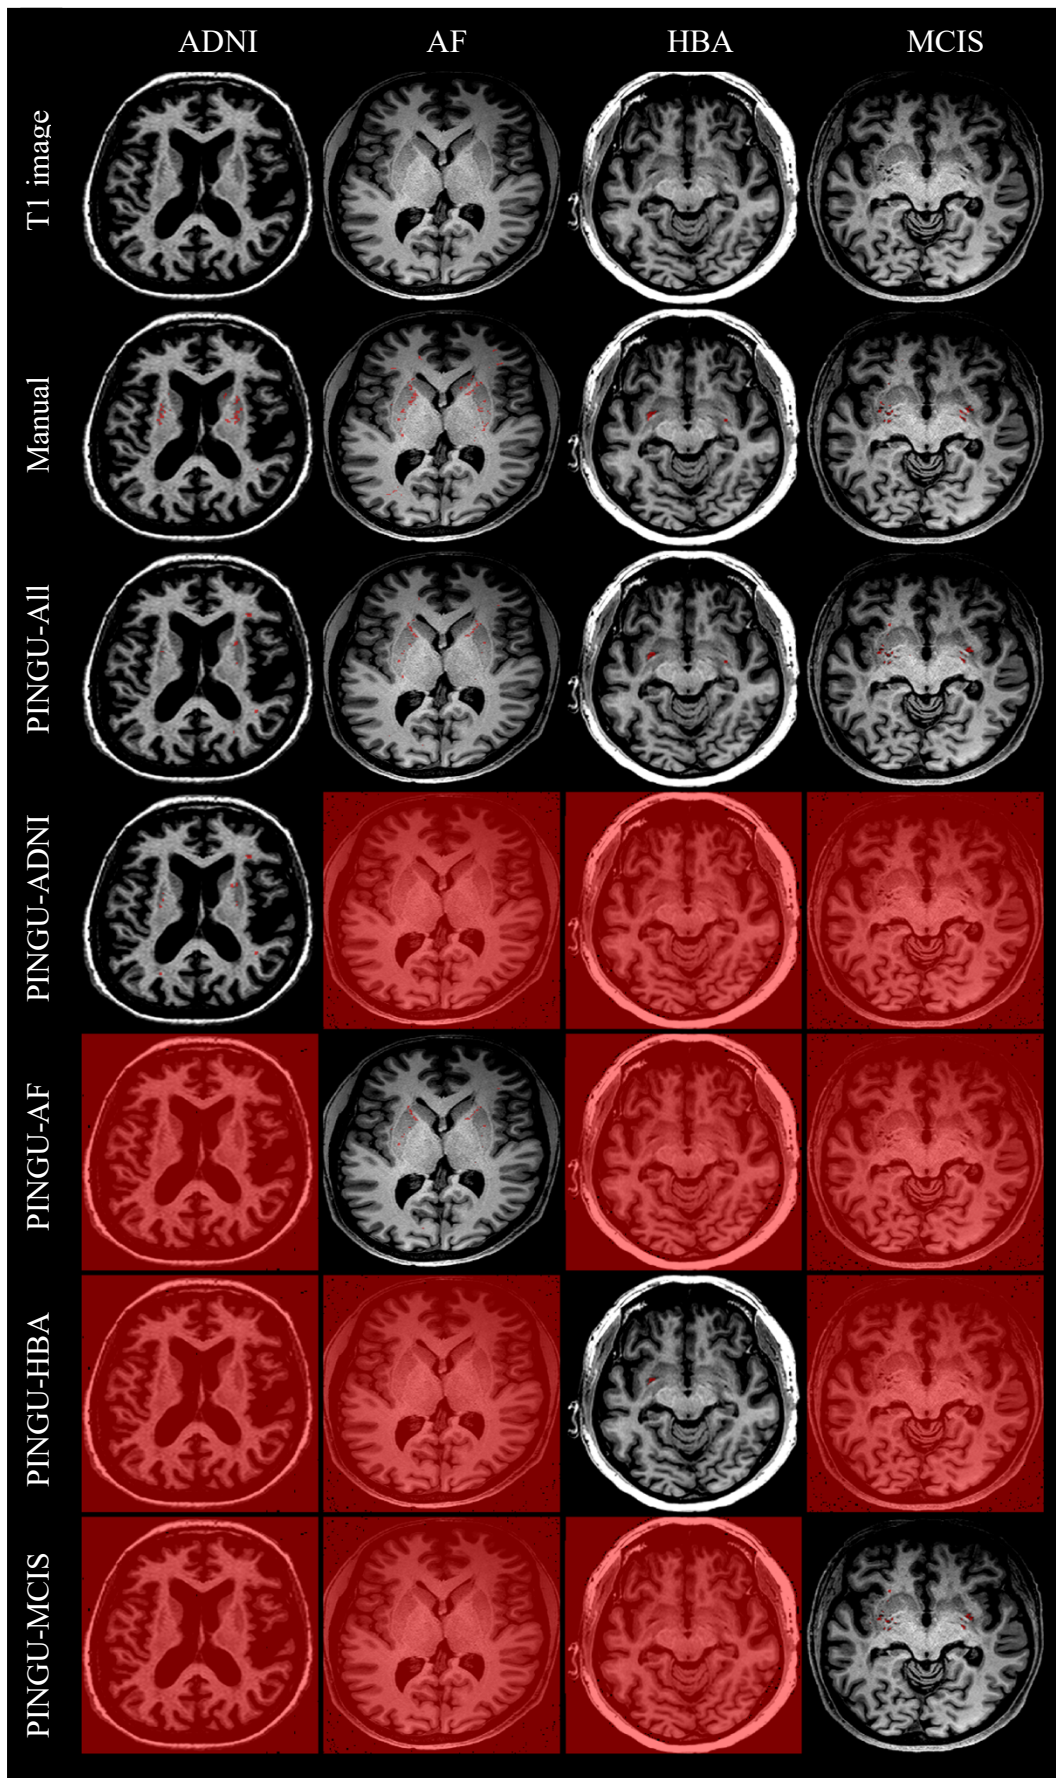 ADNI
AF
HBA
MCIS
T1 image
Manual
PINGU-All
PINGU-ADNI
PINGU-AF
PINGU-HBA
PINGU-MCIS